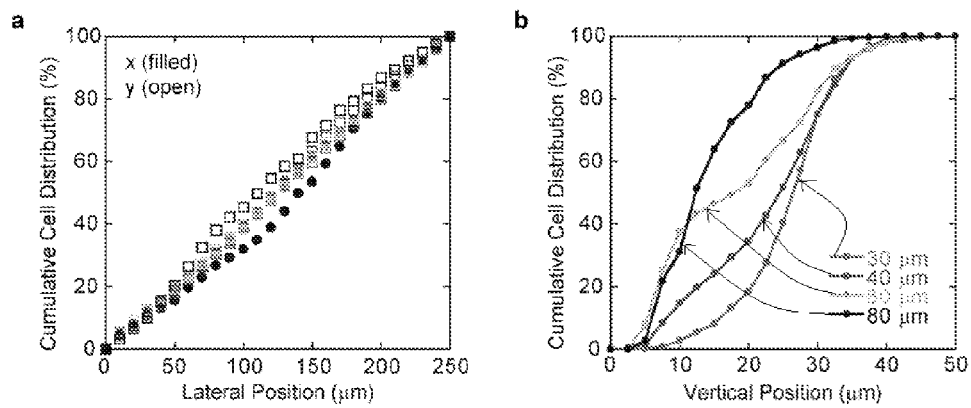 a
b
x (filled)
y (open)
Cumulative Cell Distribution (%)
100
80
60
40
20
0
0
50
100
150
200
250
Lateral Position (µm)
Cumulative Cell Distribution (%)
100
80
60
40
20
0
30 µm
40 µm
80 µm
0
10
20
30
40
50
Vertical Position (µm)